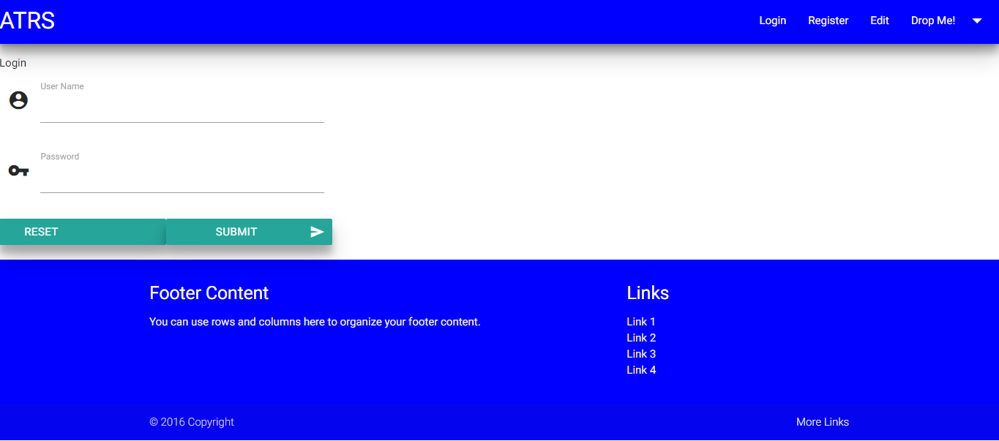 ATRS
Login Register Edit Drop Me!
Login
User Name
Password
RESET SUBMIT
Footer Content
You can use rows and columns here to organize your footer content.
Links
Link 1
Link 2
Link 3
Link 4
© 2016 Copyright
More Links